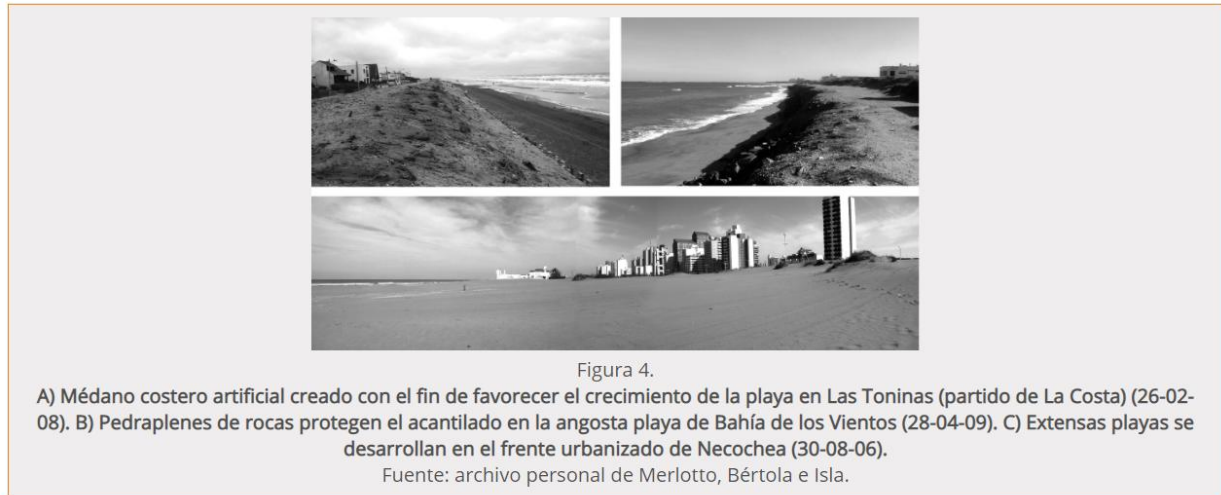 Figura 4.
A) Médano costero artificial creado con el fin de favorecer el crecimiento de la playa en Las Toninas (partido de La Costa) (26-02-
08). B) Pedraplenes de rocas protegen el acantilado en la angosta playa de Bahía de los Vientos (28-04-09). C) Extensas playas se
desarrollan en el frente urbanizado de Necochea (30-08-06).
Fuente: archivo personal de Merlotto, Bértola e Isla.